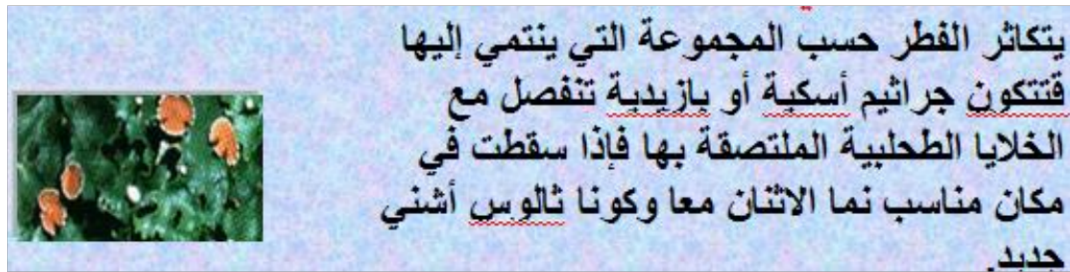 يتكاثر الفطر حسب المجموعة التي ينتمي إليها
فتتكون جراثيم أسكية أو بازيدية تنفصل مع
الخلايا الطحلبية الملتصقة بها فإذا سقطت في
مكان مناسب نما الاثنان معا وكونا ثالوس أشني
جديد.